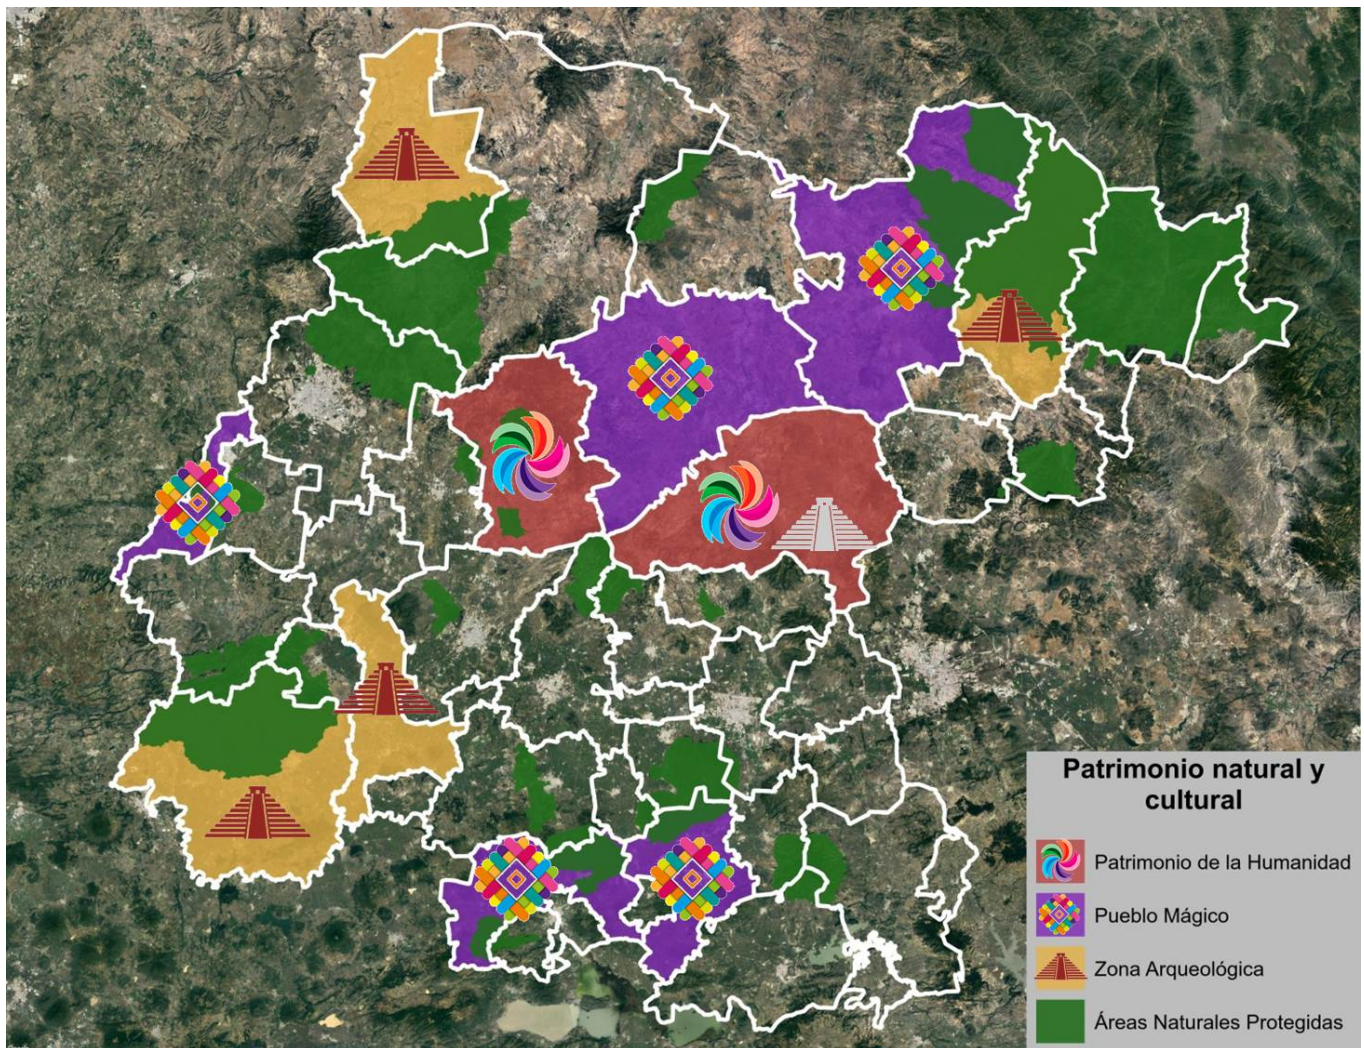 Patrimonio natural y
cultural
Patrimonio de la Humanidad
Pueblo Mágico
Zona Arqueológica
Áreas Naturales Protegidas